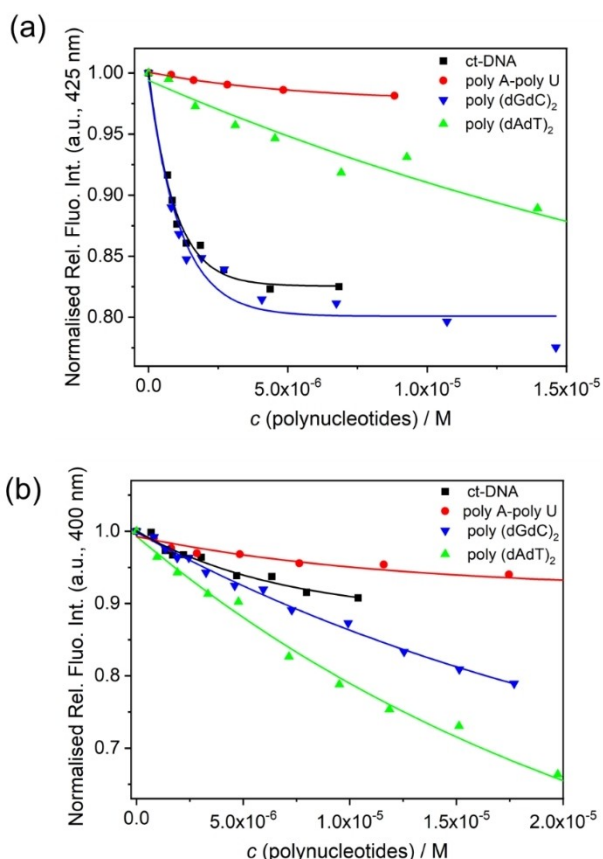 (a)
Normalised Rel. Fluo. Int. (a.u., 425 nm)
1.00
0.95
0.90
0.85
0.80
ct-DNA
poly A-poly U
poly (dGdC)₂
poly (dAdT)₂
0.0
5.0x10⁻⁶
1.0x10⁻⁵
1.5x10⁻⁵
c (polynucleotides) / M
(b)
Normalised Rel. Fluo. Int. (a.u., 400 nm)
1.0
0.9
0.8
0.7
ct-DNA
poly A-poly U
poly (dGdC)₂
poly (dAdT)₂
0.0
5.0x10⁻⁶
1.0x10⁻⁵
1.5x10⁻⁵
2.0x10⁻⁵
c (polynucleotides) / M